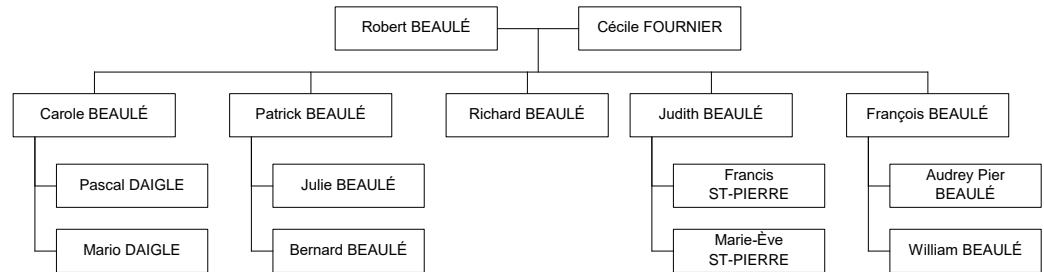 Robert BEAULÉ
Cécile FOURNIER
Carole BEAULÉ
Patrick BEAULÉ
Richard BEAULÉ
Judith BEAULÉ
François BEAULÉ
Pascal DAIGLE
Julie BEAULÉ
Francis
ST-PIERRE
Audrey Pier
BEAULÉ
Mario DAIGLE
Bernard BEAULÉ
Marie-Ève
ST-PIERRE
William BEAULÉ